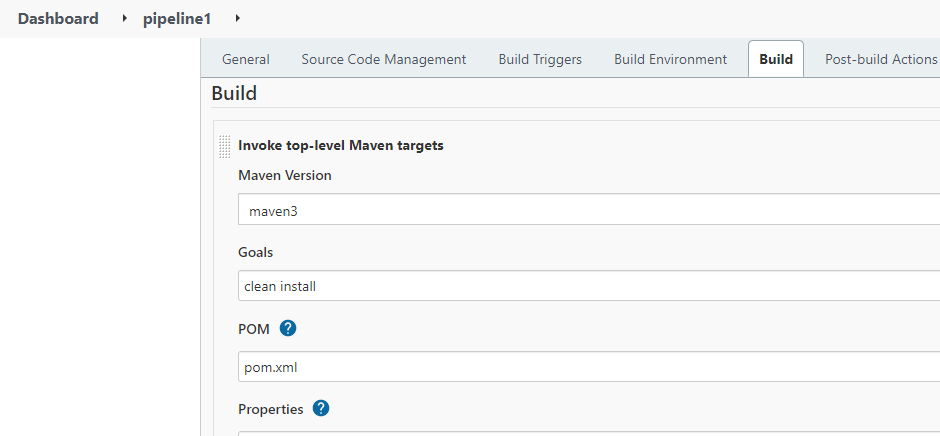 Dashboard pipeline1
General Source Code Management Build Triggers Build Environment Build Post-build Actions
Build
Invoke top-level Maven targets
Maven Version
maven3
Goals
clean install
POM ?
pom.xml
Properties ?